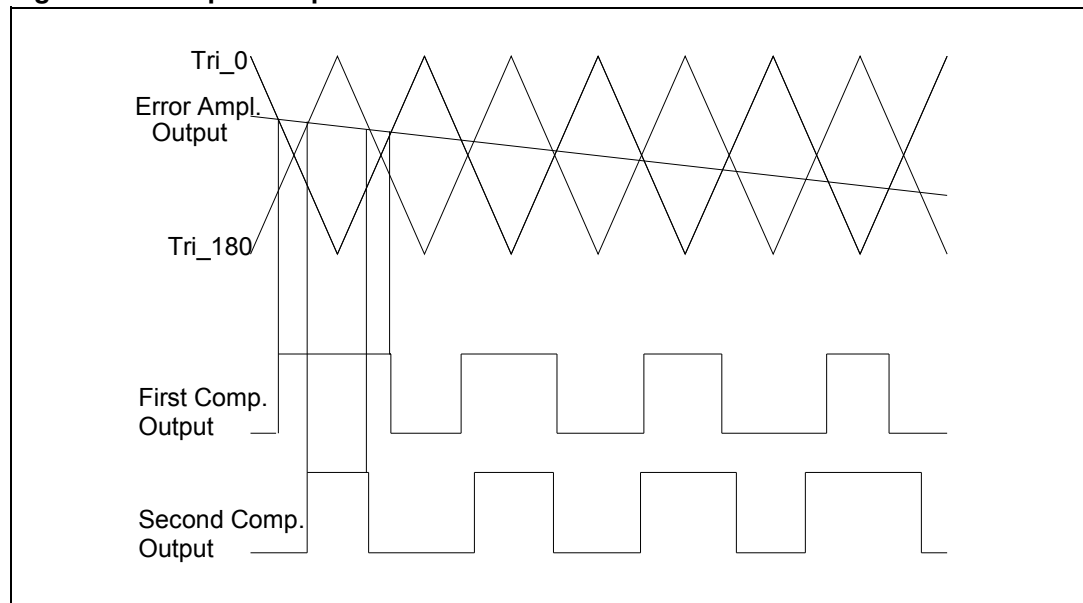 Tri_0
Error Ampl.
Output
Tri_180
First Comp.
Output
Second Comp.
Output